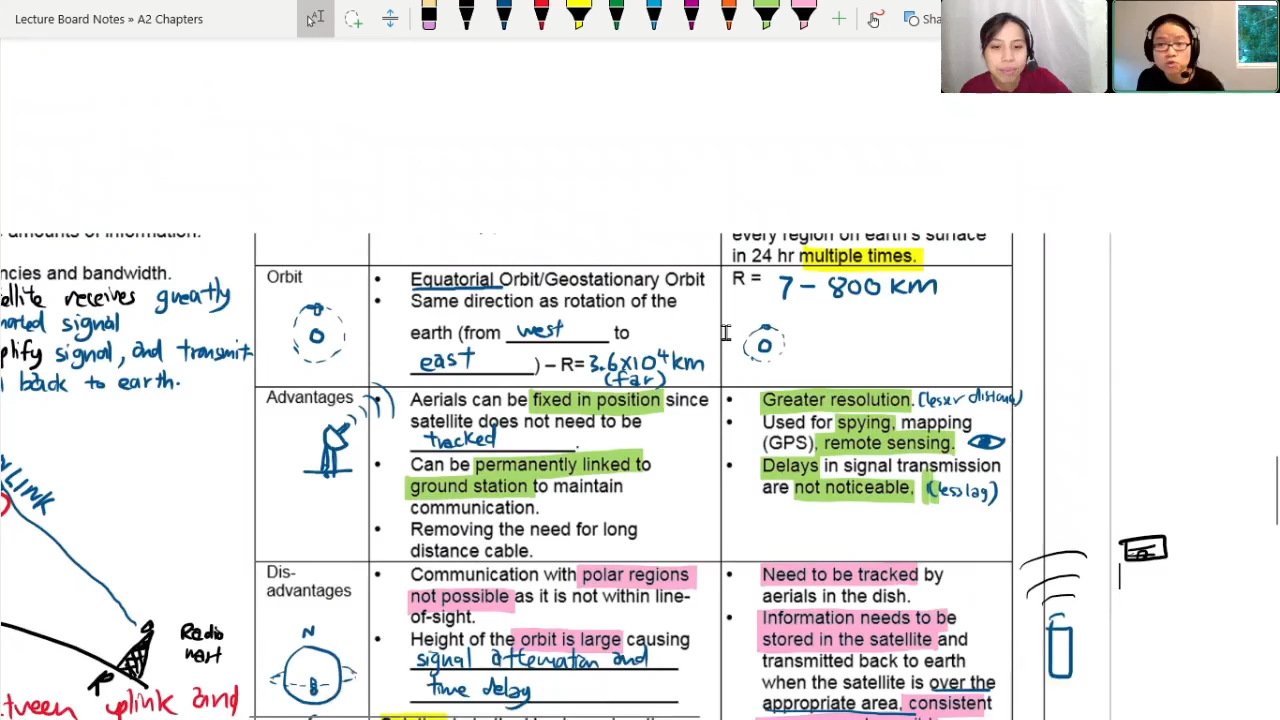 Lecture Board Notes » A2 Chapters
Sha
amounts of information.
ncies and bandwidth.
ellite receives greatly
signal
plify signal, and transmit
back to earth.
LINK
Radio
mast
tween uplink and
every region on earth's surface
in 24 hr multiple times.
Orbit
• Equatorial Orbit/Geostationary Orbit
• Same direction as rotation of the
earth (from west to
east ) – R= 3.6x10⁴km
(far)
R = 7 - 800 km
Advantages
• Aerials can be fixed in position since
satellite does not need to be
tracked.
• Can be permanently linked to
ground station to maintain
communication.
• Removing the need for long
distance cable.
• Greater resolution. (lesser distance)
• Used for spying, mapping
(GPS), remote sensing.
• Delays in signal transmission
are not noticeable. (less lag)
Dis-
advantages
N
• Communication with polar regions
not possible as it is not within line-
of-sight.
• Height of the orbit is large causing
signal attenuation and
time delay
• Need to be tracked by
aerials in the dish.
• Information needs to be
stored in the satellite and
transmitted back to earth
when the satellite is over the
appropriate area, consistent